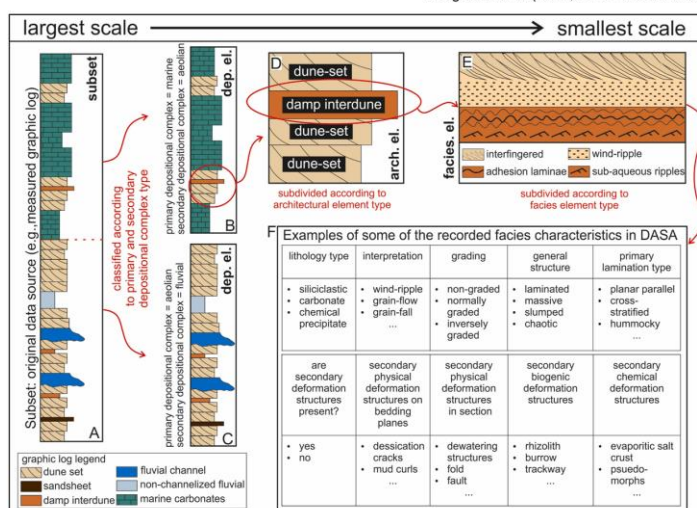 largest scale
smallest scale
Subset: original data source (e.g.,measured graphic log)
subset
A
classified according
to primary and secondary
depositional complex type
primary depositional complex = marine
secondary depositional complex = aeolian
dep. el.
B
primary depositional complex = aeolian
secondary depositional complex = fluvial
dep. el.
C
D
dune-set
damp interdune
dune-set
dune-set
arch. el.
subdivided according to
architectural element type
E
facies. el.
interfingered
wind-ripple
adhesion laminae
sub-aqueous ripples
subdivided according to
facies element type
graphic log legend
dune set
sandsheet
damp interdune
fluvial channel
non-channelized fluvial
marine carbonates
F
Examples of some of the recorded facies characteristics in DASA
lithology type
interpretation
grading
general
structure
primary
lamination type
• siliciclastic
• carbonate
• chemical
precipitate
• wind-ripple
• grain-flow
• grain-fall
...
• non-graded
• normally
graded
• inversely
graded
• laminated
• massive
• slumped
• chaotic
• planar parallel
• cross-
stratified
• hummocky
...
are
secondary
deformation
structures
present?
secondary
physical
deformation
structures on
bedding
planes
secondary
physical
deformation
structures
in section
secondary
biogenic
deformation
structures
secondary
chemical
deformation
structures
• yes
• no
• dessication
cracks
• mud curls
...
• dewatering
structures
• fold
• fault
...
• rhizolith
• burrow
• trackway
...
• evaporitic salt
crust
• psuedo-
morphs
...